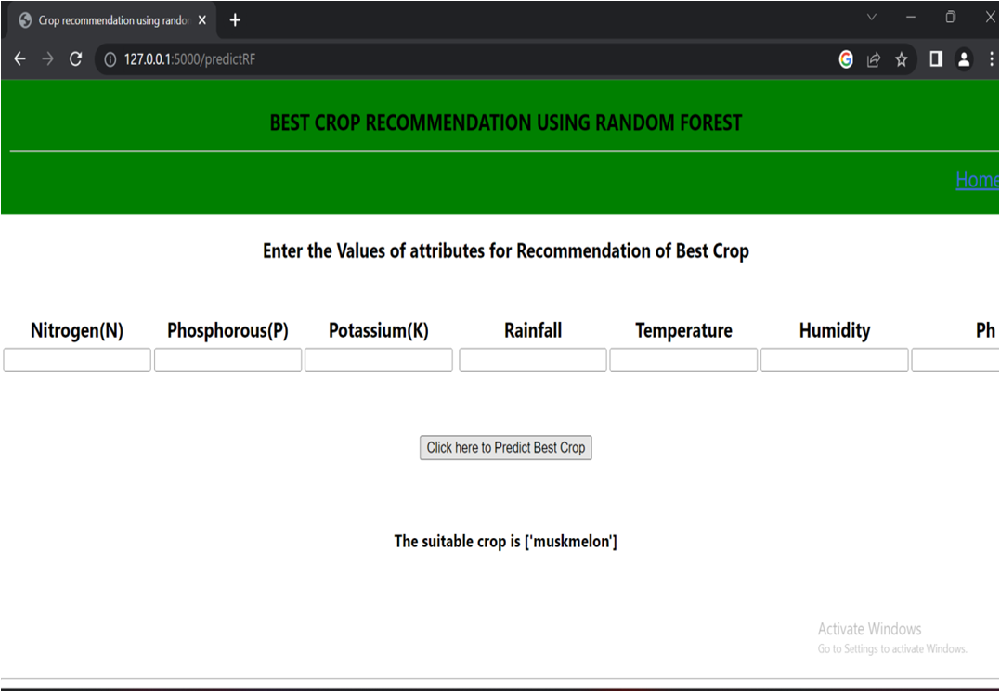 Crop recommendation using randor
127.0.0.1:5000/predictRF
BEST CROP RECOMMENDATION USING RANDOM FOREST
Home
Enter the Values of attributes for Recommendation of Best Crop
Nitrogen(N) Phosphorous(P) Potassium(K) Rainfall Temperature Humidity Ph
Click here to Predict Best Crop
The suitable crop is ['muskmelon']
Activate Windows
Go to Settings to activate Windows.